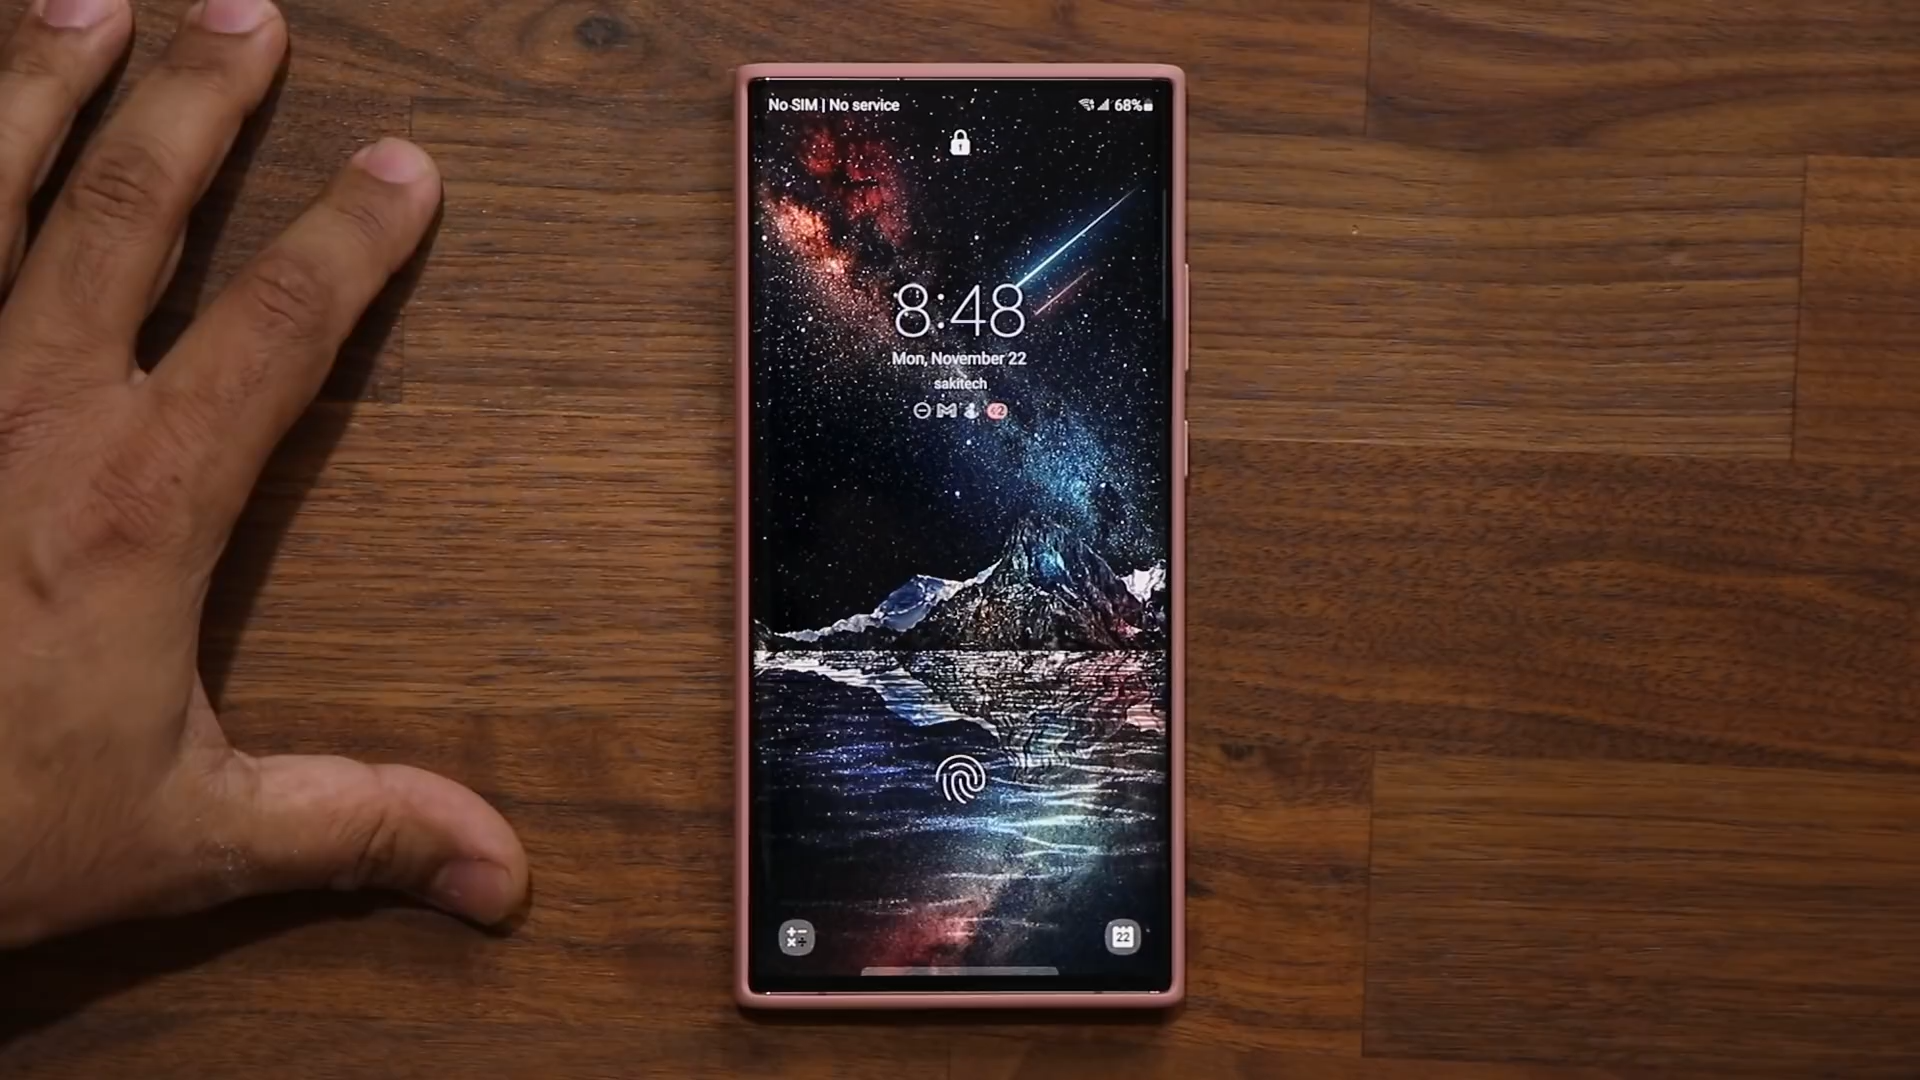 No SIM | No service
68%
8:48
Mon, November 22
sakitech
22